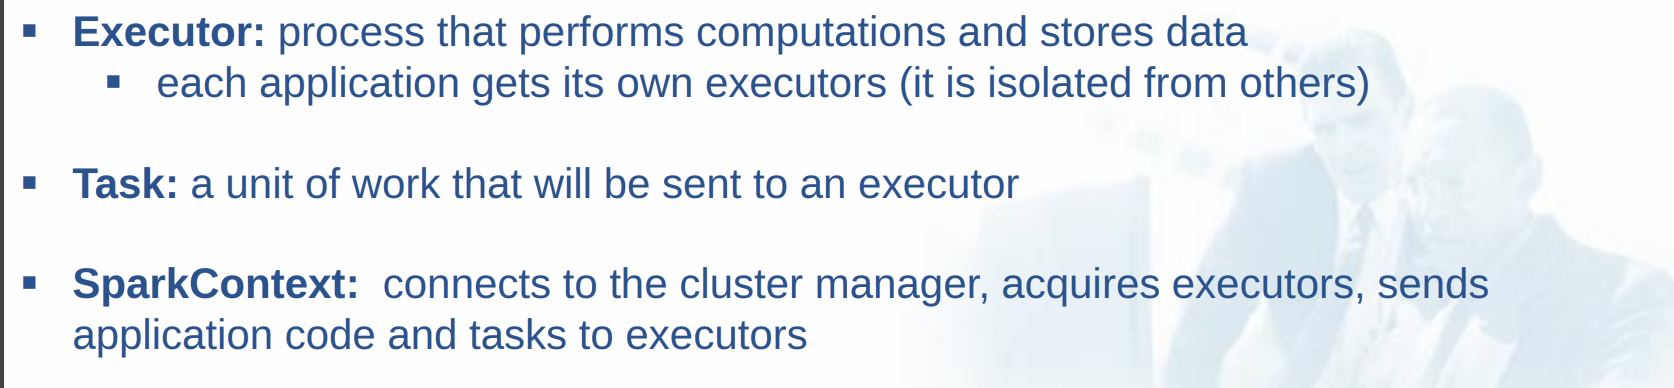 ▪ Executor: process that performs computations and stores data
▪ each application gets its own executors (it is isolated from others)
▪ Task: a unit of work that will be sent to an executor
▪ SparkContext: connects to the cluster manager, acquires executors, sends
application code and tasks to executors